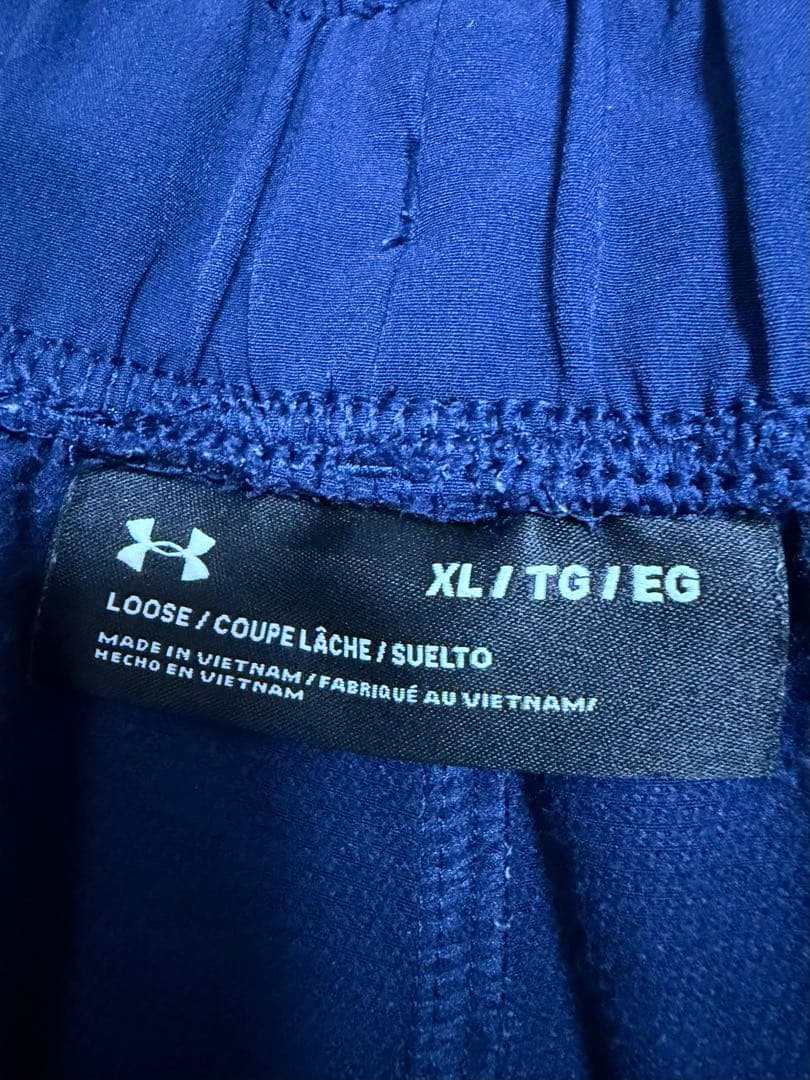 XL / TG / EG
LOOSE / COUPE LÂCHE / SUELTO
MADE IN VIETNAM / FABRIQUÉ AU VIETNAM/
HECHO EN VIETNAM